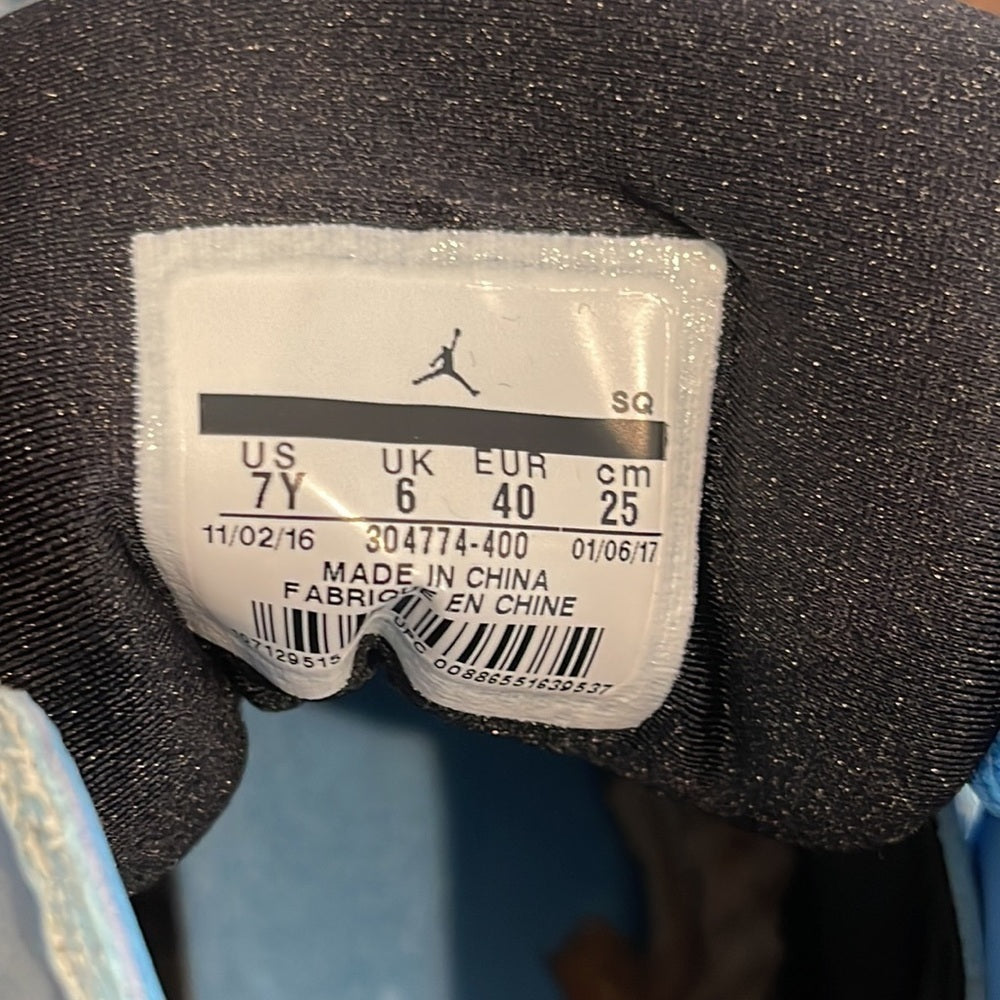 SQ
US UK EUR cm
7Y 6 40 25
11/02/16 304774-400 01/06/17
MADE IN CHINA
EN CHINE
UPC 00886551639537